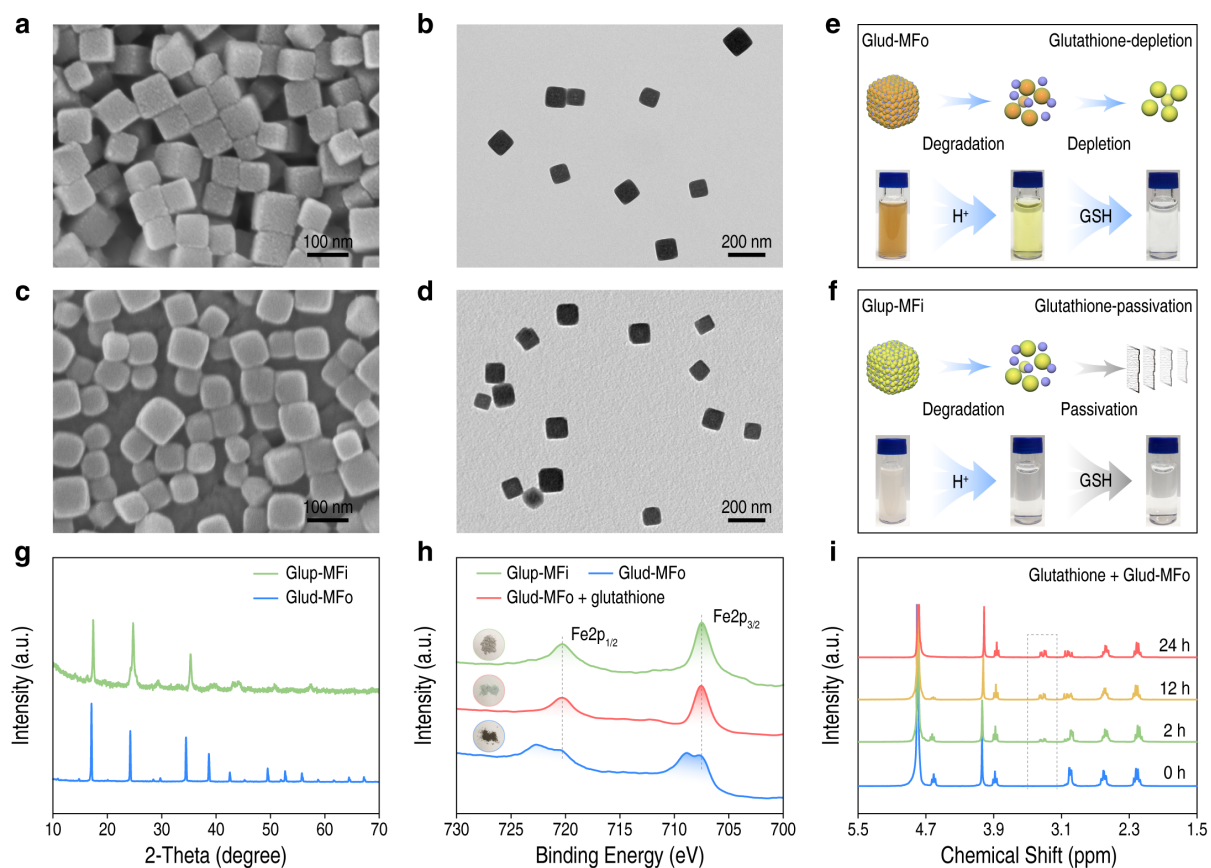 a
100 nm
b
200 nm
c
100 nm
d
200 nm
e
Glud-MFo Glutathione-depletion
Degradation Depletion
H⁺ GSH
f
Glup-MFi Glutathione-passivation
Degradation Passivation
H⁺ GSH
g
Glup-MFi
Glud-MFo
Intensity (a.u.)
10 20 30 40 50 60 70
2-Theta (degree)
h
Glup-MFi Glud-MFo
Glud-MFo + glutathione
Fe2p3/2
Fe2p1/2
Intensity (a.u.)
730 725 720 715 710 705 700
Binding Energy (eV)
i
Glutathione + Glud-MFo
24 h
12 h
2 h
0 h
Intensity (a.u.)
5.5 4.7 3.9 3.1 2.3 1.5
Chemical Shift (ppm)